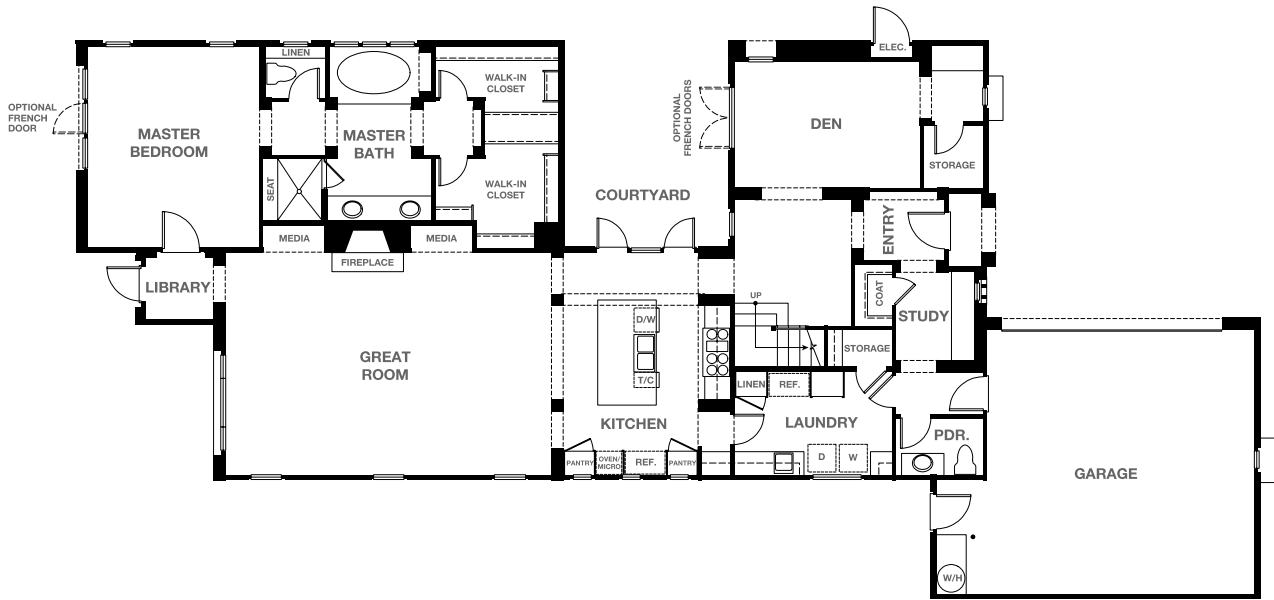 ELEC.
LINEN
WALK-IN
CLOSET
OPTIONAL
FRENCH
DOOR
MASTER
BEDROOM
MASTER
BATH
OPTIONAL
FRENCH DOORS
DEN
STORAGE
SEAT
WALK-IN
CLOSET
COURTYARD
ENTRY
MEDIA
MEDIA
FIREPLACE
LIBRARY
COAT
UP
STUDY
D/W
GREAT
ROOM
T/C
STORAGE
LINEN
REF.
KITCHEN
LAUNDRY
PDR.
PANTRY
OVEN/
MICRO
REF.
PANTRY
D
W
GARAGE
W/H